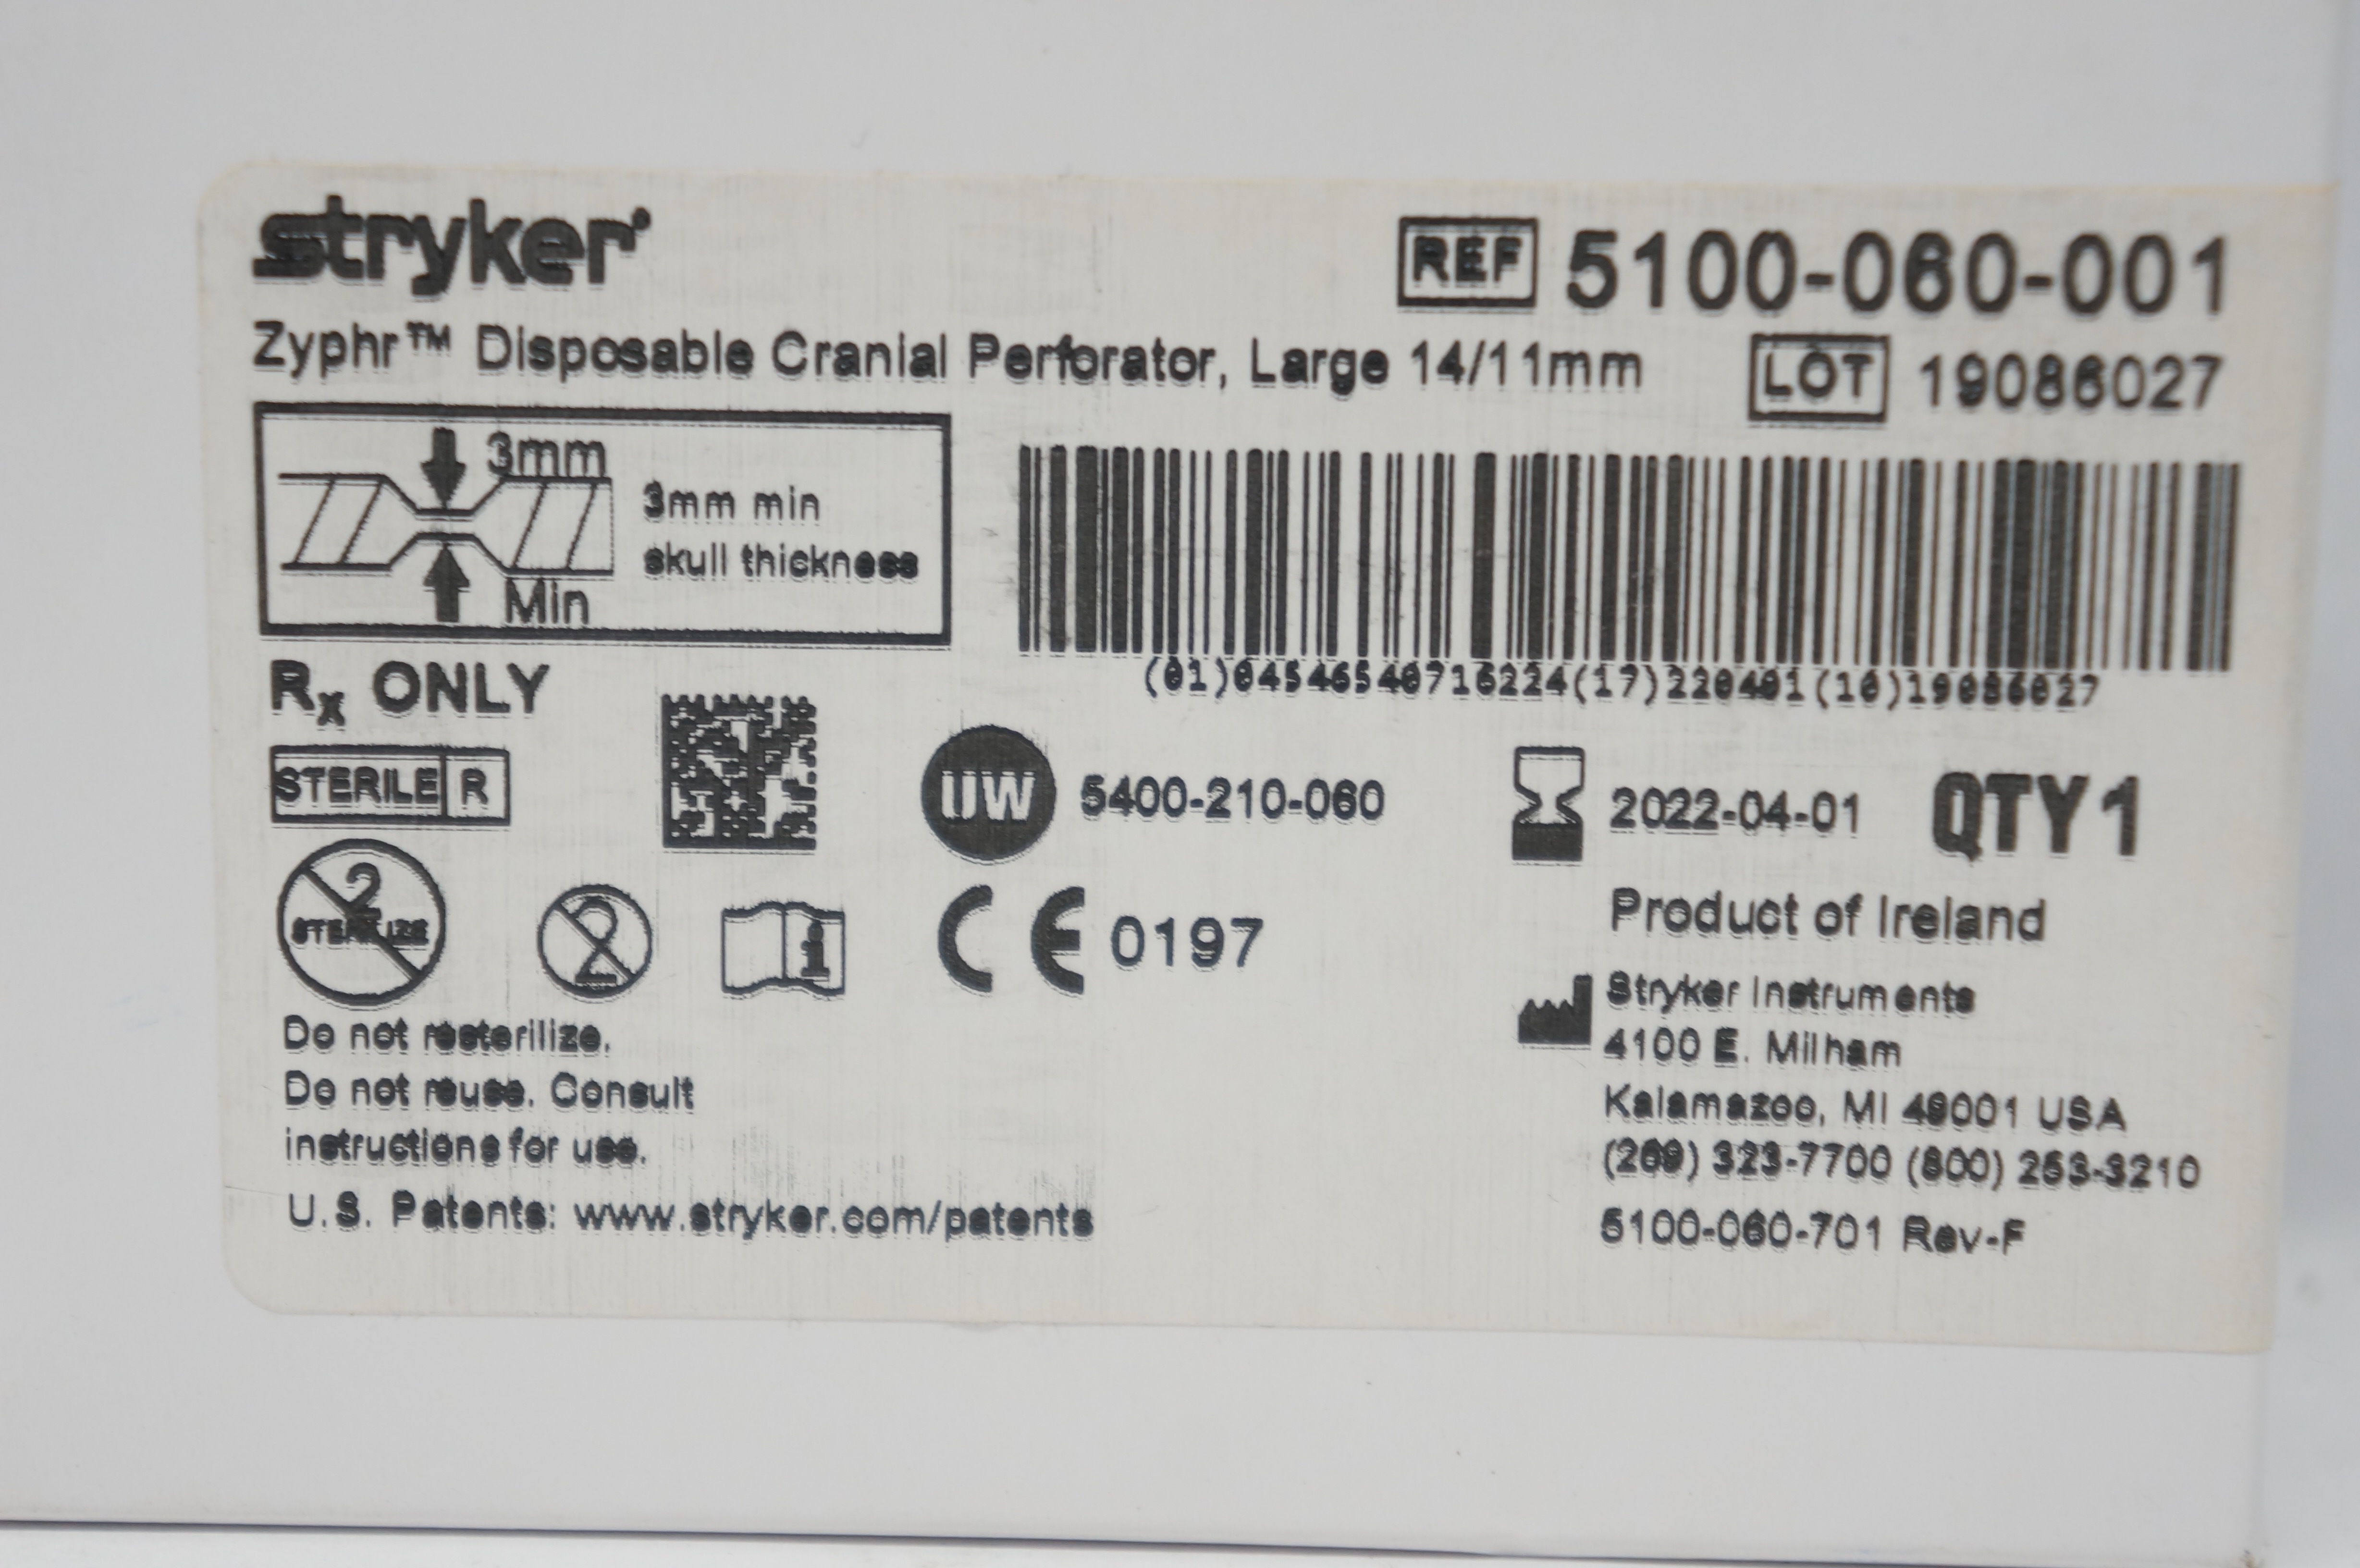 stryker
REF 5100-060-001
Zyphr™ Disposable Cranial Perforator, Large 14/11mm
LOT 19086027
3mm
3mm min
skull thickness
Min
(01)04546540716224(17)220401(10)19086027
Rx ONLY
STERILE R
UW 5400-210-060
2022-04-01
QTY 1
2
STERILIZE
2
i
CE 0197
Product of Ireland
Stryker Instruments
4100 E. Milham
Kalamazoo, MI 49001 USA
(269) 323-7700 (800) 253-3210
5100-060-701 Rev-F
Do not resterilize.
Do not reuse. Consult
instructions for use.
U.S. Patents: www.stryker.com/patents